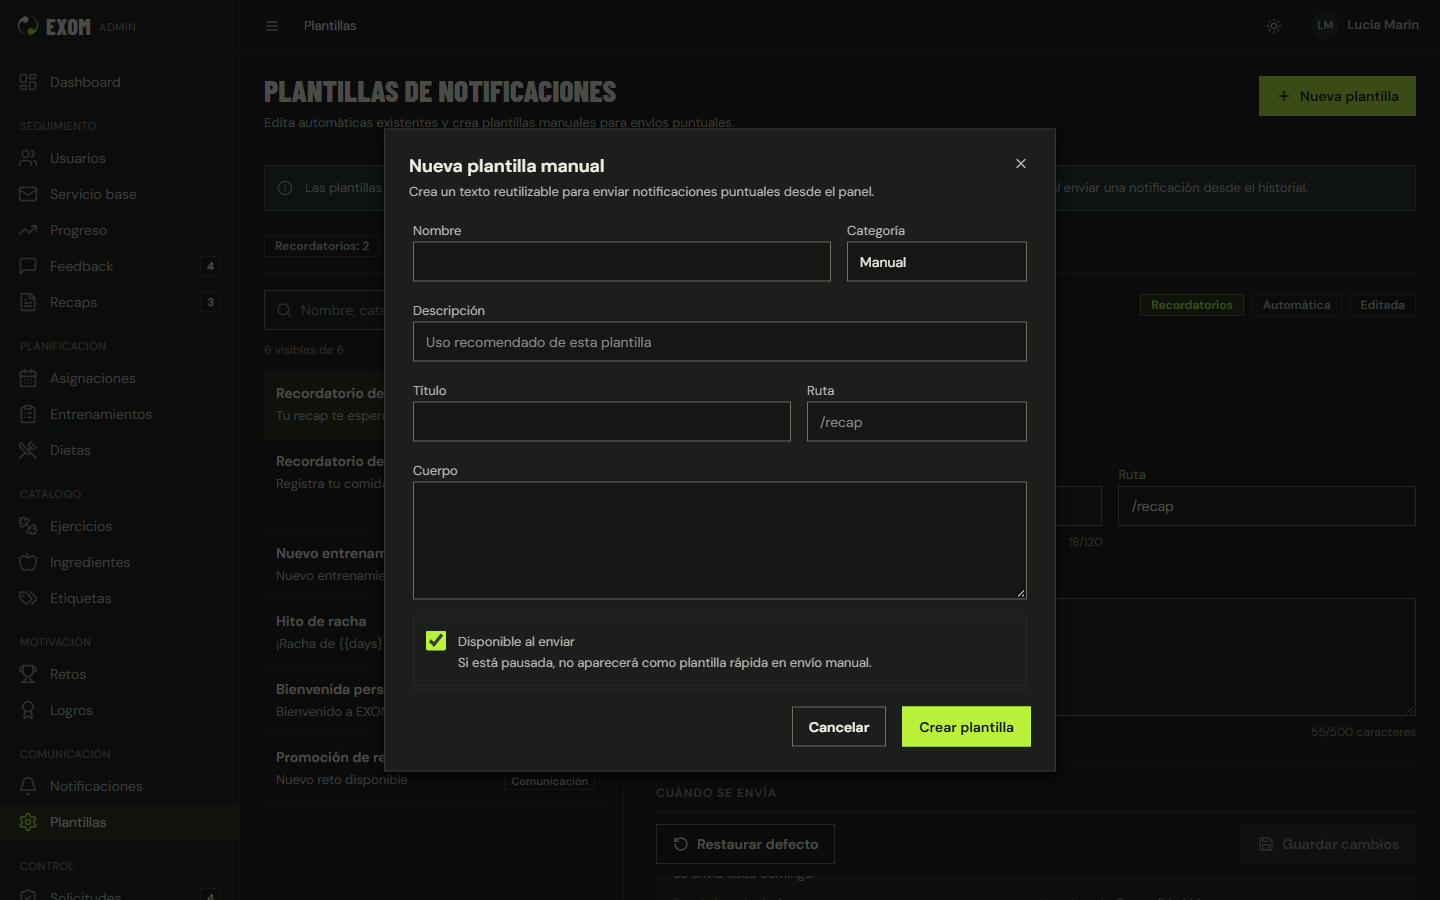 EXOM ADMIN
Plantillas
LM Lucía Marín
Dashboard
SEGUIMIENTO
Usuarios
Servicio base
Progreso
Feedback 4
Recaps 3
PLANIFICACIÓN
Asignaciones
Entrenamientos
Dietas
CATÁLOGO
Ejercicios
Ingredientes
Etiquetas
MOTIVACIÓN
Retos
Logros
COMUNICACIÓN
Notificaciones
Plantillas
CONTROL
Solicitudes 4
PLANTILLAS DE NOTIFICACIONES
Edita automáticas existentes y crea plantillas manuales para envíos puntuales.
Nueva plantilla
Las plantillas
al enviar una notificación desde el historial.
Recordatorios: 2
Nombre, cate
6 visibles de 6
Recordatorio de
Tu recap te esper
Recordatorio de
Registra tu comid
Nuevo entrenam
Nuevo entrenamie
Hito de racha
¡Racha de {{days}
Bienvenida pers
Bienvenido a EXO
Promoción de re
Nuevo reto disponible
Comunicación
Recordatorios Automática Editada
Ruta
/recap
18/120
55/500 caracteres
CUÁNDO SE ENVÍA
Restaurar defecto
Guardar cambios
Se envía cada domingo.
Nueva plantilla manual
Crea un texto reutilizable para enviar notificaciones puntuales desde el panel.
Nombre
Categoría
Manual
Descripción
Uso recomendado de esta plantilla
Título
Ruta
/recap
Cuerpo
Disponible al enviar
Si está pausada, no aparecerá como plantilla rápida en envío manual.
Cancelar
Crear plantilla